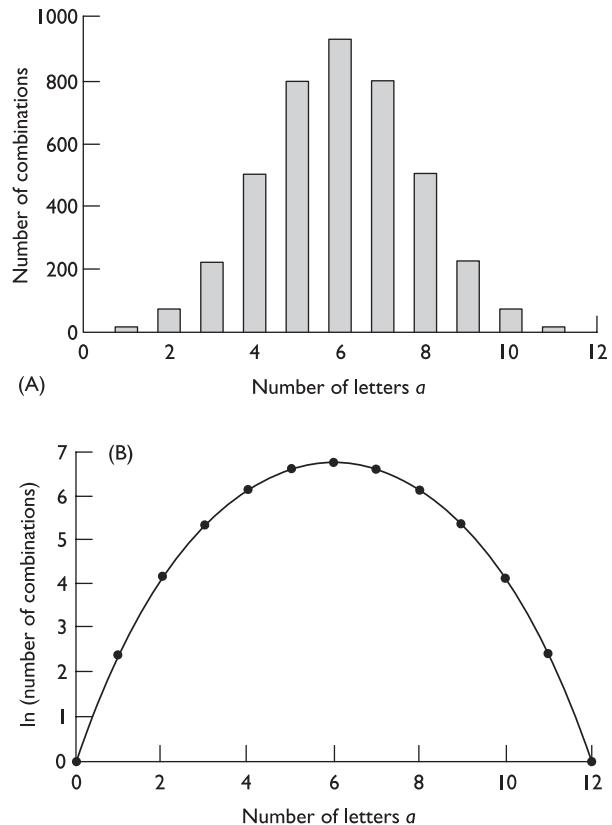 1000
800
600
400
200
0
Number of combinations
0 2 4 6 8 10 12
(A)
Number of letters a
(B)
7
6
5
4
3
2
1
0
ln (number of combinations)
0 2 4 6 8 10 12
Number of letters a